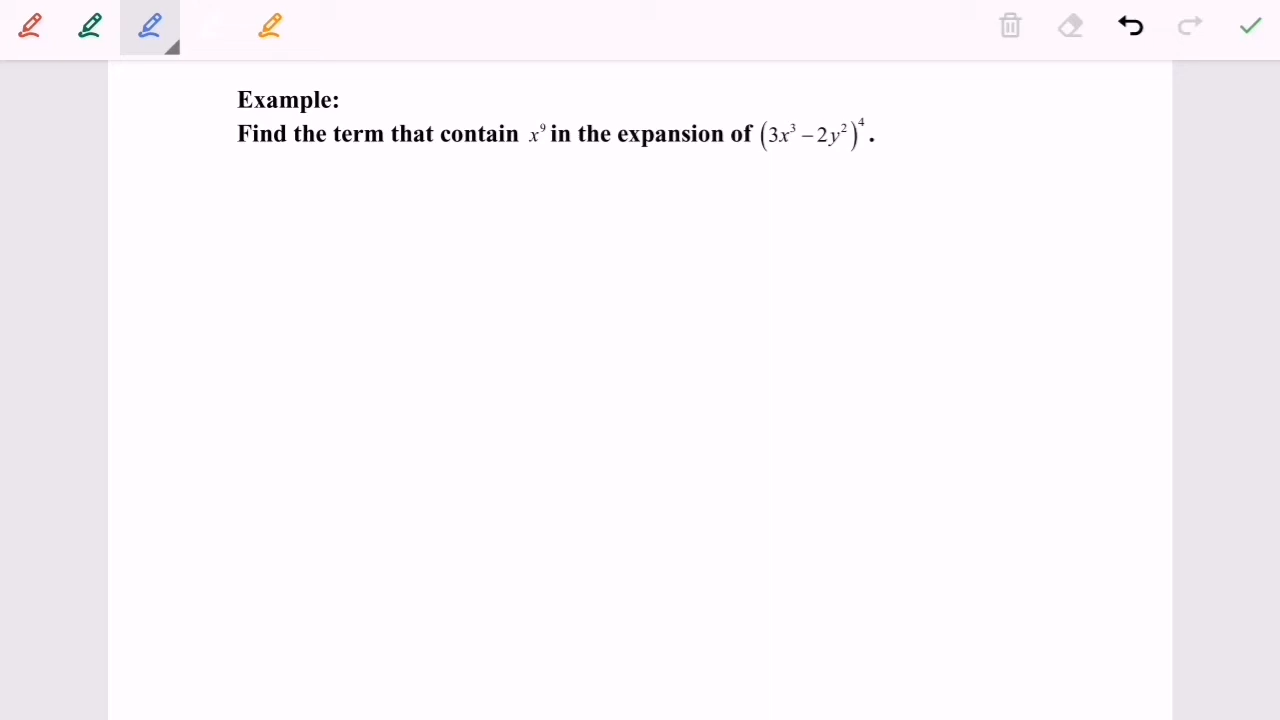 Example:
Find the term that contain x⁹ in the expansion of (3x³ − 2y²)⁴.